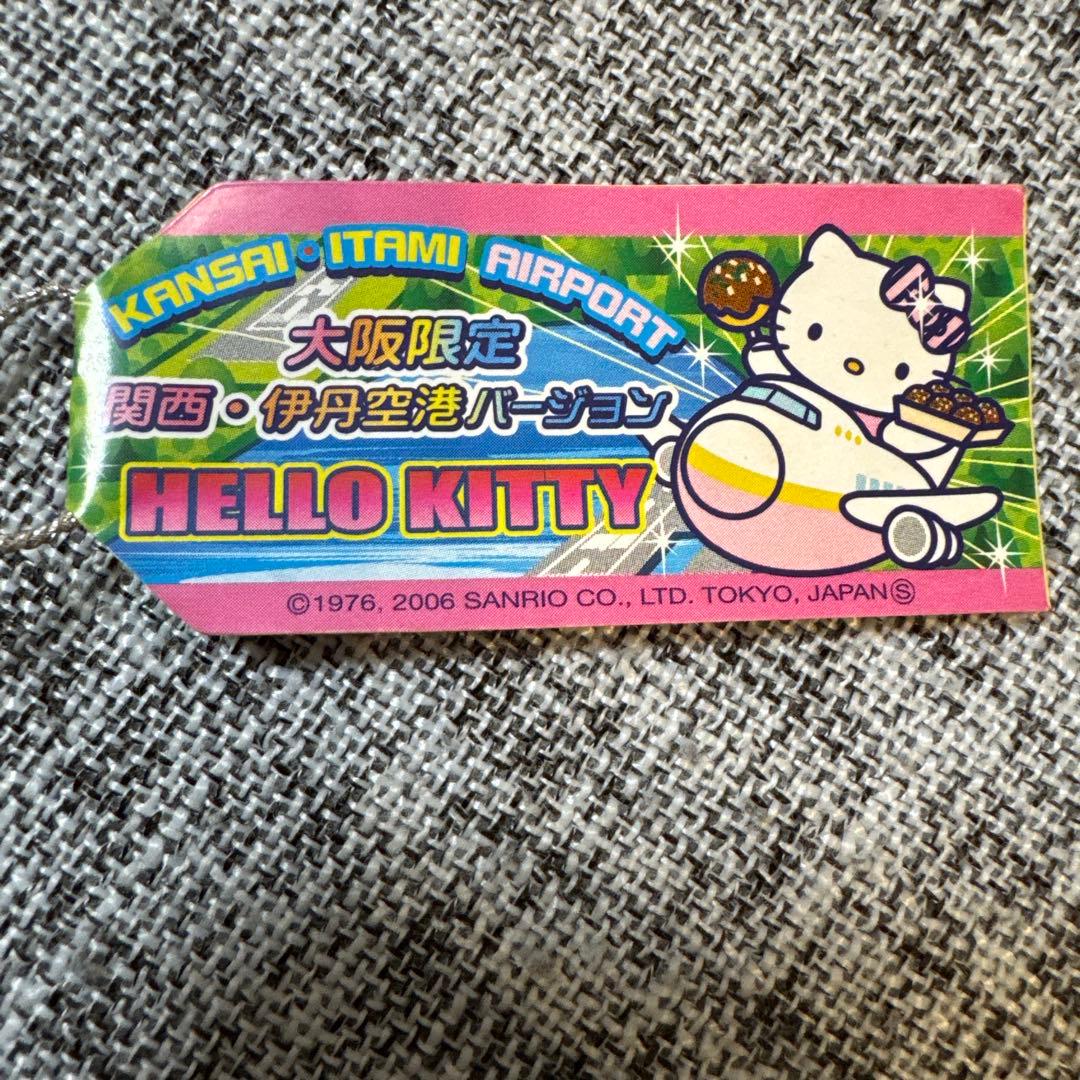 KANSAI・ITAMI AIRPORT
大阪限定
関西・伊丹空港バージョン
HELLO KITTY
©1976, 2006 SANRIO CO., LTD. TOKYO, JAPANⓈ